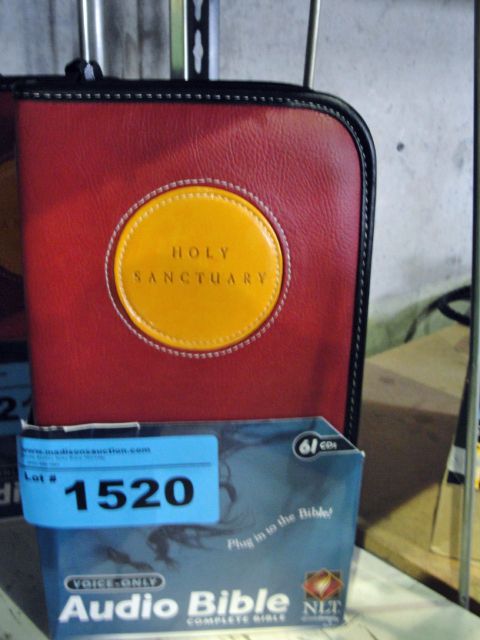 HOLY
SANCTUARY
61 CDs
www.madisonsauction.com
Lot # 1520
Plug in to the Bible!
VOICE-ONLY
Audio Bible
COMPLETE BIBLE
NLT